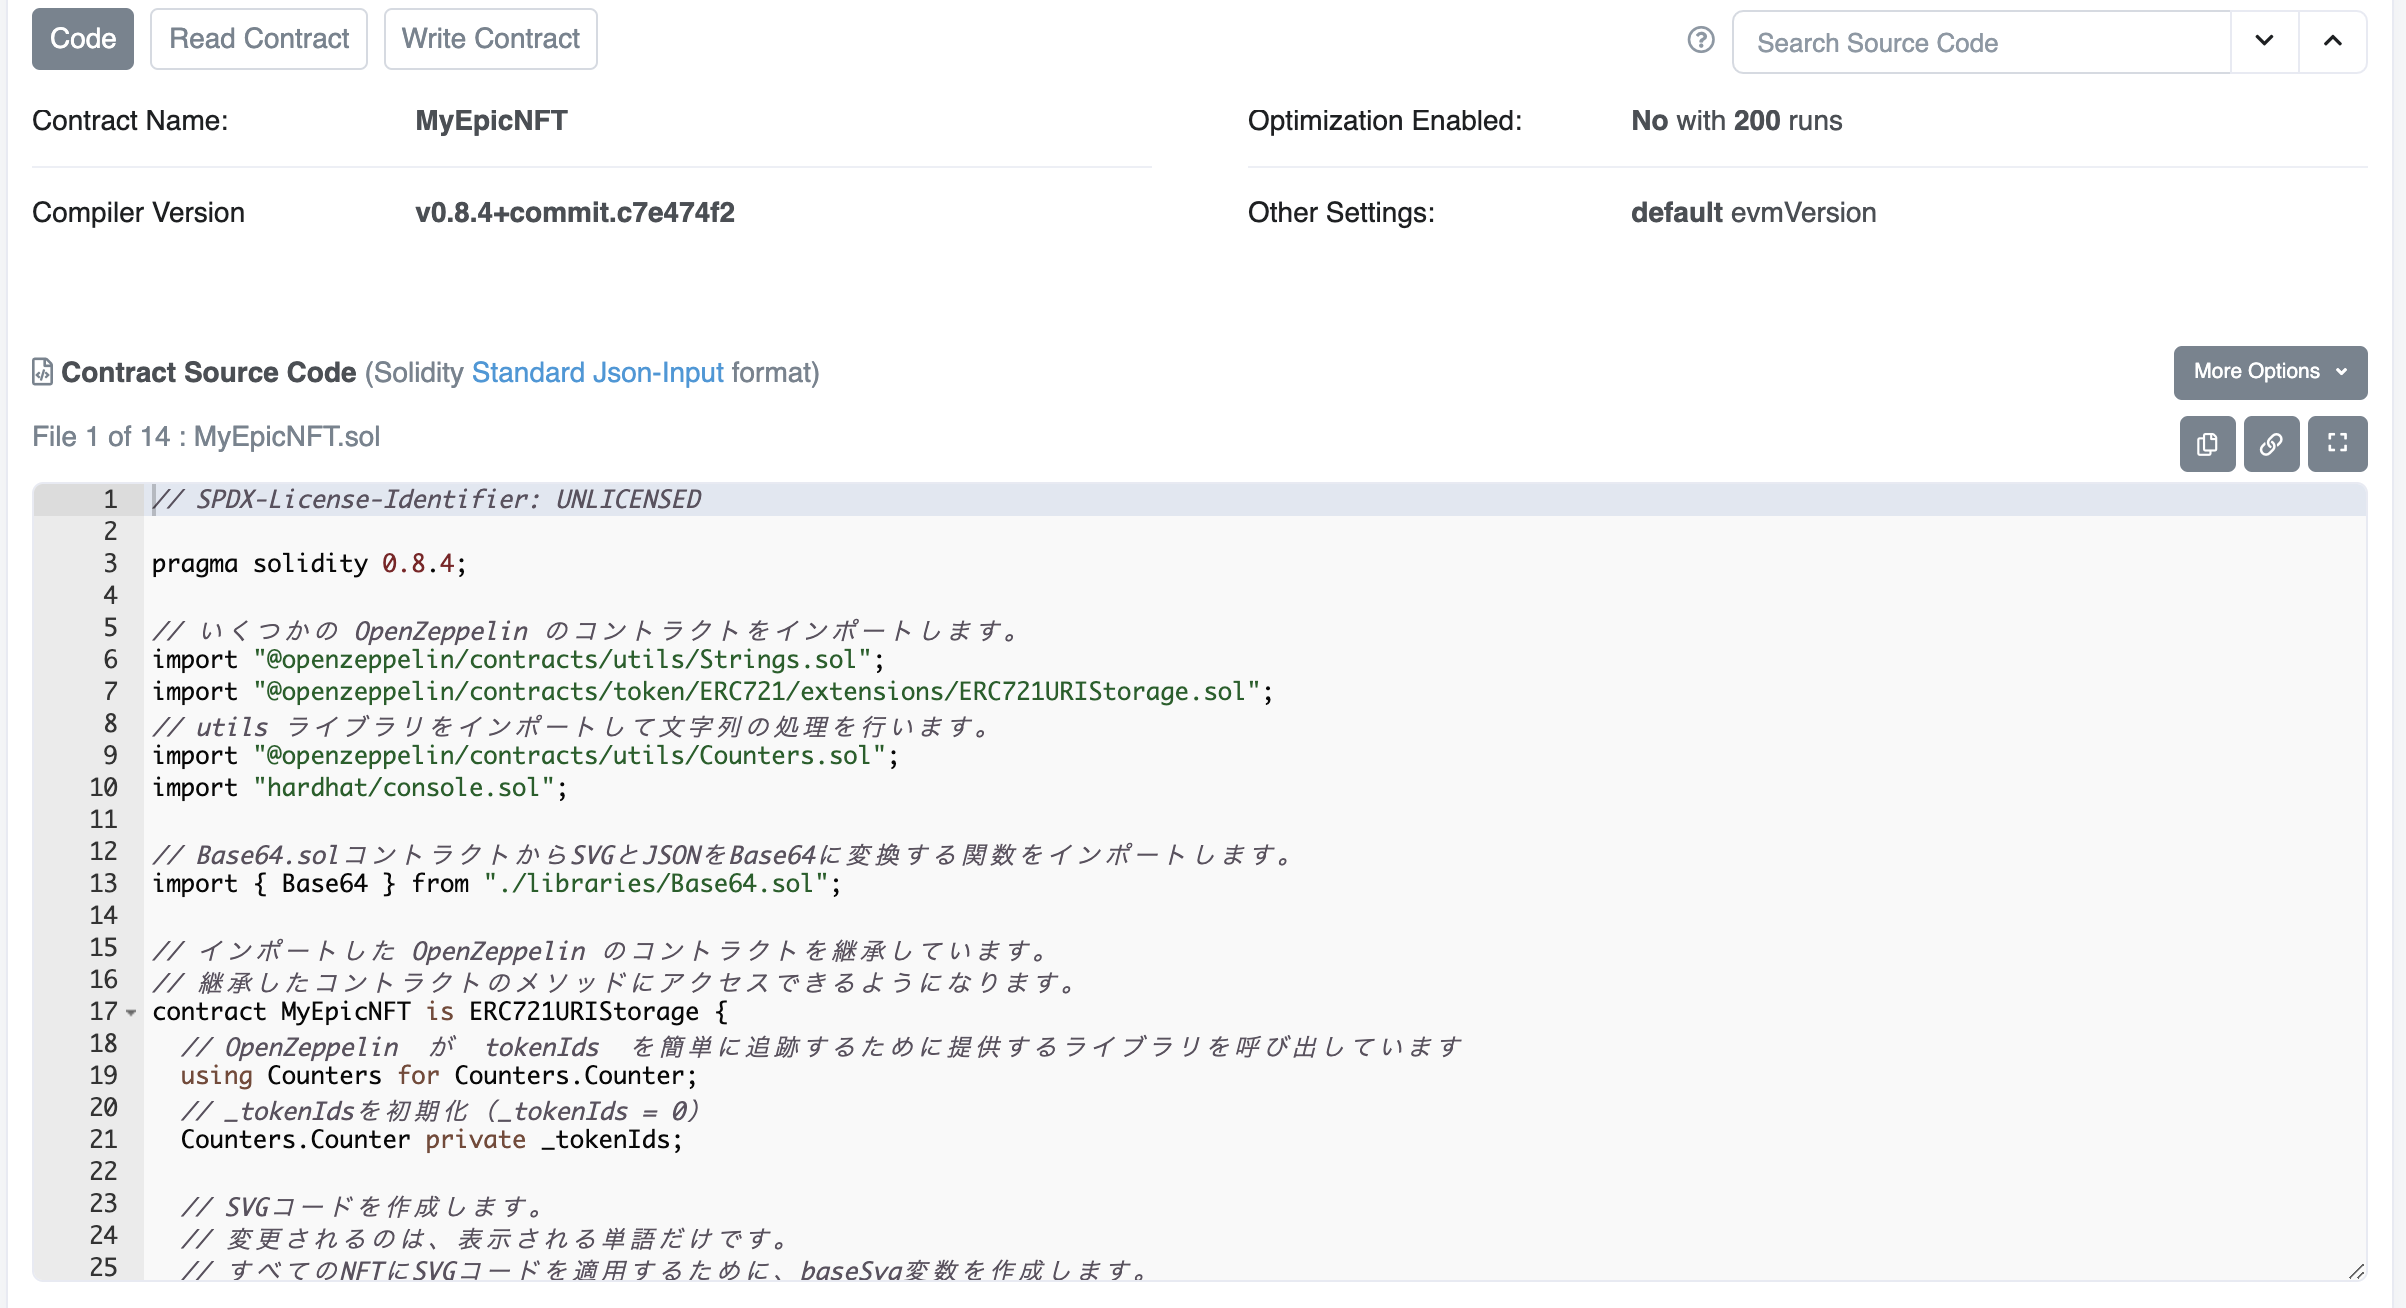 Code Read Contract Write Contract Search Source Code
Contract Name: MyEpicNFT Optimization Enabled: No with 200 runs
Compiler Version v0.8.4+commit.c7e474f2 Other Settings: default evmVersion
Contract Source Code (Solidity Standard Json-Input format) More Options
File 1 of 14 : MyEpicNFT.sol
1 // SPDX-License-Identifier: UNLICENSED
2
3 pragma solidity 0.8.4;
4
5 // いくつかの OpenZeppelin のコントラクトをインポートします。
6 import "@openzeppelin/contracts/utils/Strings.sol";
7 import "@openzeppelin/contracts/token/ERC721/extensions/ERC721URIStorage.sol";
8 // utils ライブラリをインポートして文字列の処理を行います。
9 import "@openzeppelin/contracts/utils/Counters.sol";
10 import "hardhat/console.sol";
11
12 // Base64.solコントラクトからSVGとJSONをBase64に変換する関数をインポートします。
13 import { Base64 } from "./libraries/Base64.sol";
14
15 // インポートした OpenZeppelin のコントラクトを継承しています。
16 // 継承したコントラクトのメソッドにアクセスできるようになります。
17 contract MyEpicNFT is ERC721URIStorage {
18 // OpenZeppelin が tokenIds を簡単に追跡するために提供するライブラリを呼び出しています
19 using Counters for Counters.Counter;
20 // _tokenIdsを初期化（_tokenIds = 0）
21 Counters.Counter private _tokenIds;
22
23 // SVGコードを作成します。
24 // 変更されるのは、表示される単語だけです。
25 // すべてのNFTにSVGコードを適用するために、baseSvg変数を作成します。